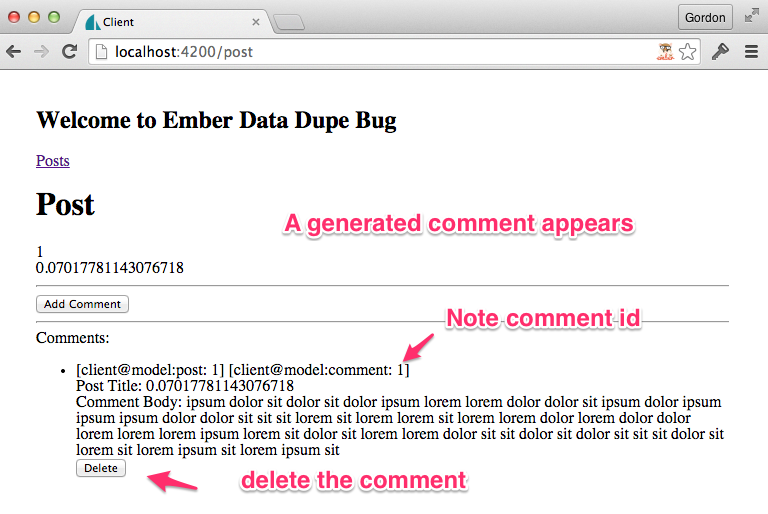 Client
Gordon
localhost:4200/post
Welcome to Ember Data Dupe Bug
Posts
Post
A generated comment appears
1
0.07017781143076718
Add Comment
Note comment id
Comments:
[client@model:post: 1] [client@model:comment: 1]
Post Title: 0.07017781143076718
Comment Body: ipsum dolor sit dolor sit dolor ipsum lorem lorem dolor dolor sit ipsum dolor ipsum
ipsum ipsum dolor dolor sit sit sit lorem sit lorem lorem sit lorem lorem dolor lorem dolor dolor
lorem lorem lorem ipsum lorem sit dolor sit lorem lorem dolor sit sit dolor sit dolor sit sit sit dolor sit
lorem sit lorem ipsum sit lorem ipsum sit
Delete
delete the comment